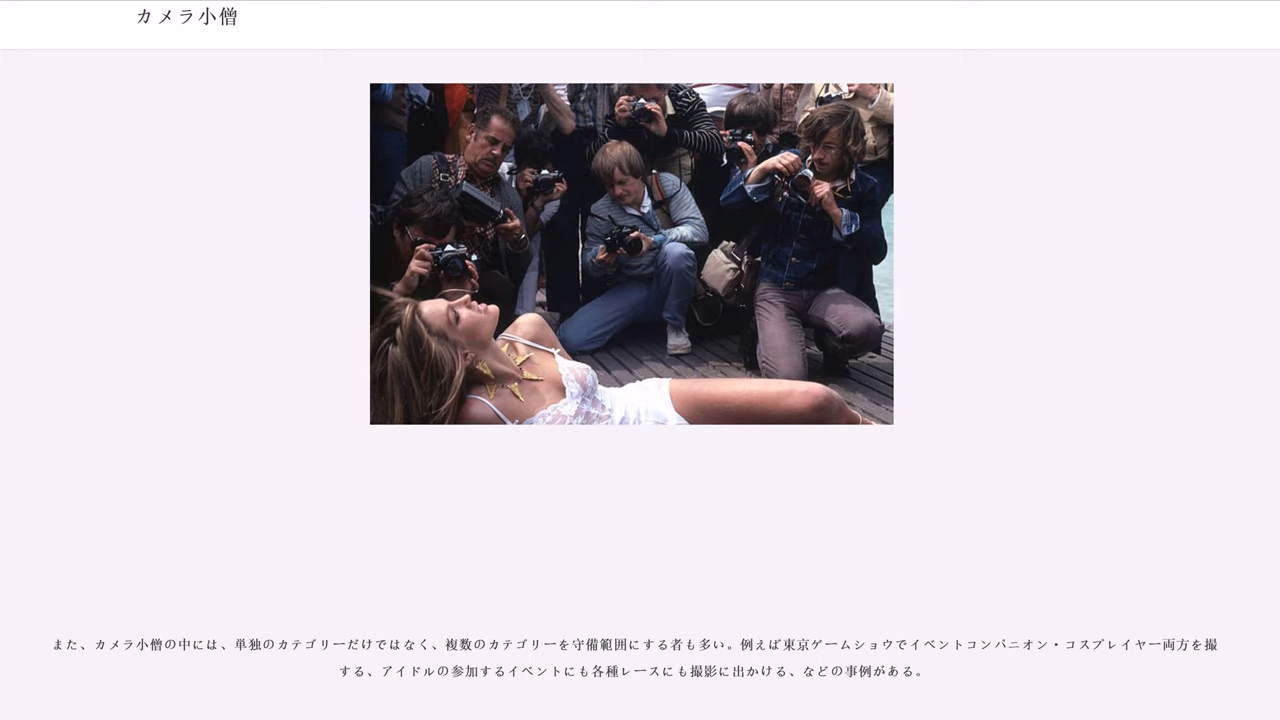 カメラ小僧
また、カメラ小僧の中には、単独のカテゴリーだけではなく、複数のカテゴリーを守備範囲にする者も多い。例えば東京ゲームショウでイベントコンパニオン・コスプレイヤー両方を撮
する、アイドルの参加するイベントにも各種レースにも撮影に出かける、などの事例がある。